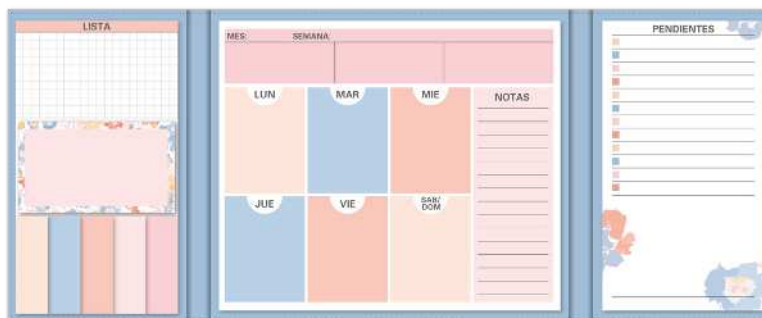 LISTA
MES: SEMANA:
LUN MAR MIE
NOTAS
JUE VIE SAB/
DOM
PENDIENTES